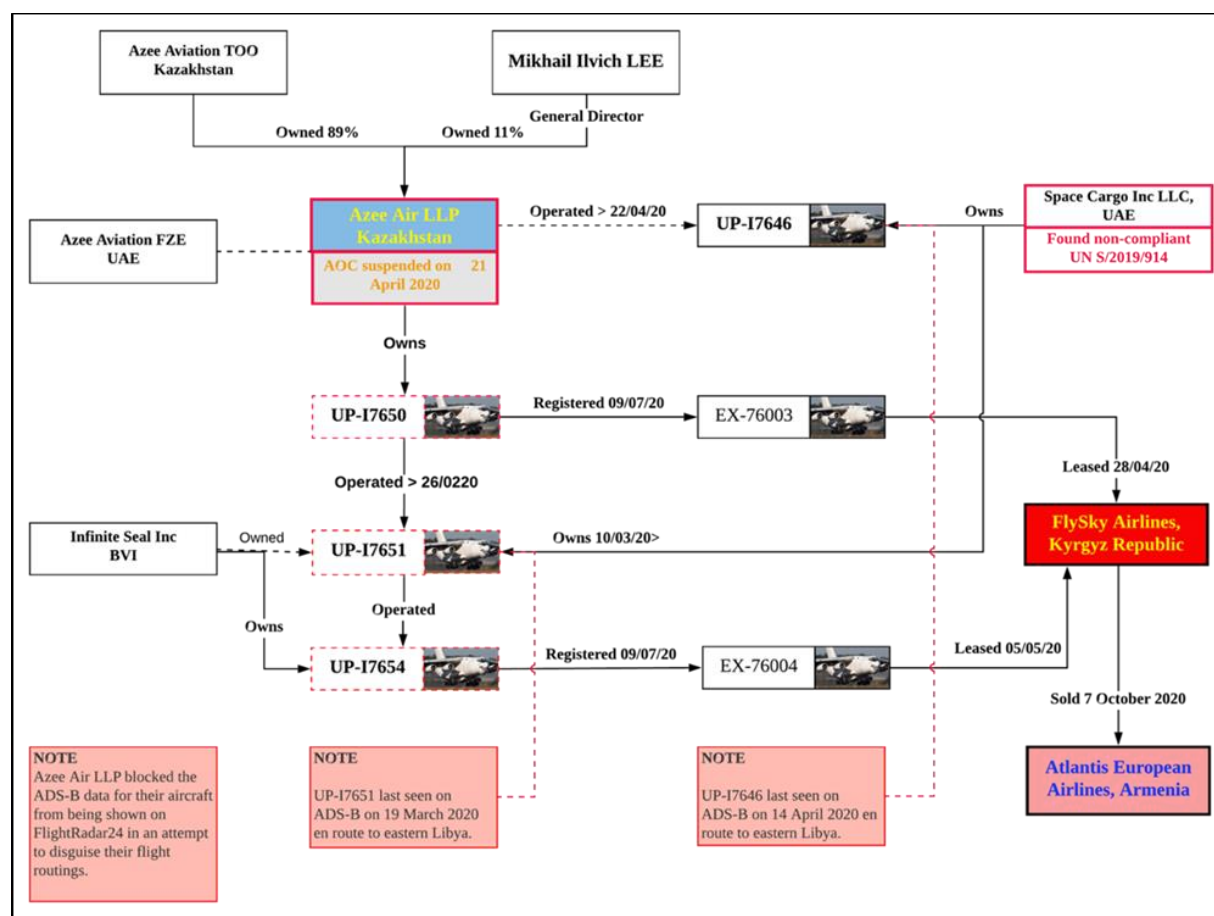 Azee Aviation TOO
Kazakhstan
Mikhail Ilvich LEE
General Director
Owned 89%
Owned 11%
Azee Air LLP
Kazakhstan
AOC suspended on 21
April 2020
Operated > 22/04/20
UP-I7646
Owns
Space Cargo Inc LLC,
UAE
Found non-compliant
UN S/2019/914
Azee Aviation FZE
UAE
Owns
UP-I7650
Registered 09/07/20
EX-76003
Leased 28/04/20
Operated > 26/0220
FlySky Airlines,
Kyrgyz Republic
Infinite Seal Inc
BVI
Owned
UP-I7651
Owns 10/03/20>
Operated
Owns
UP-I7654
Registered 09/07/20
EX-76004
Leased 05/05/20
Sold 7 October 2020
NOTE
Azee Air LLP blocked the
ADS-B data for their aircraft
from being shown on
FlightRadar24 in an attempt
to disguise their flight
routings.
NOTE
UP-I7651 last seen on
ADS-B on 19 March 2020
en route to eastern Libya.
NOTE
UP-I7646 last seen on
ADS-B on 14 April 2020 en
route to eastern Libya.
Atlantis European
Airlines, Armenia